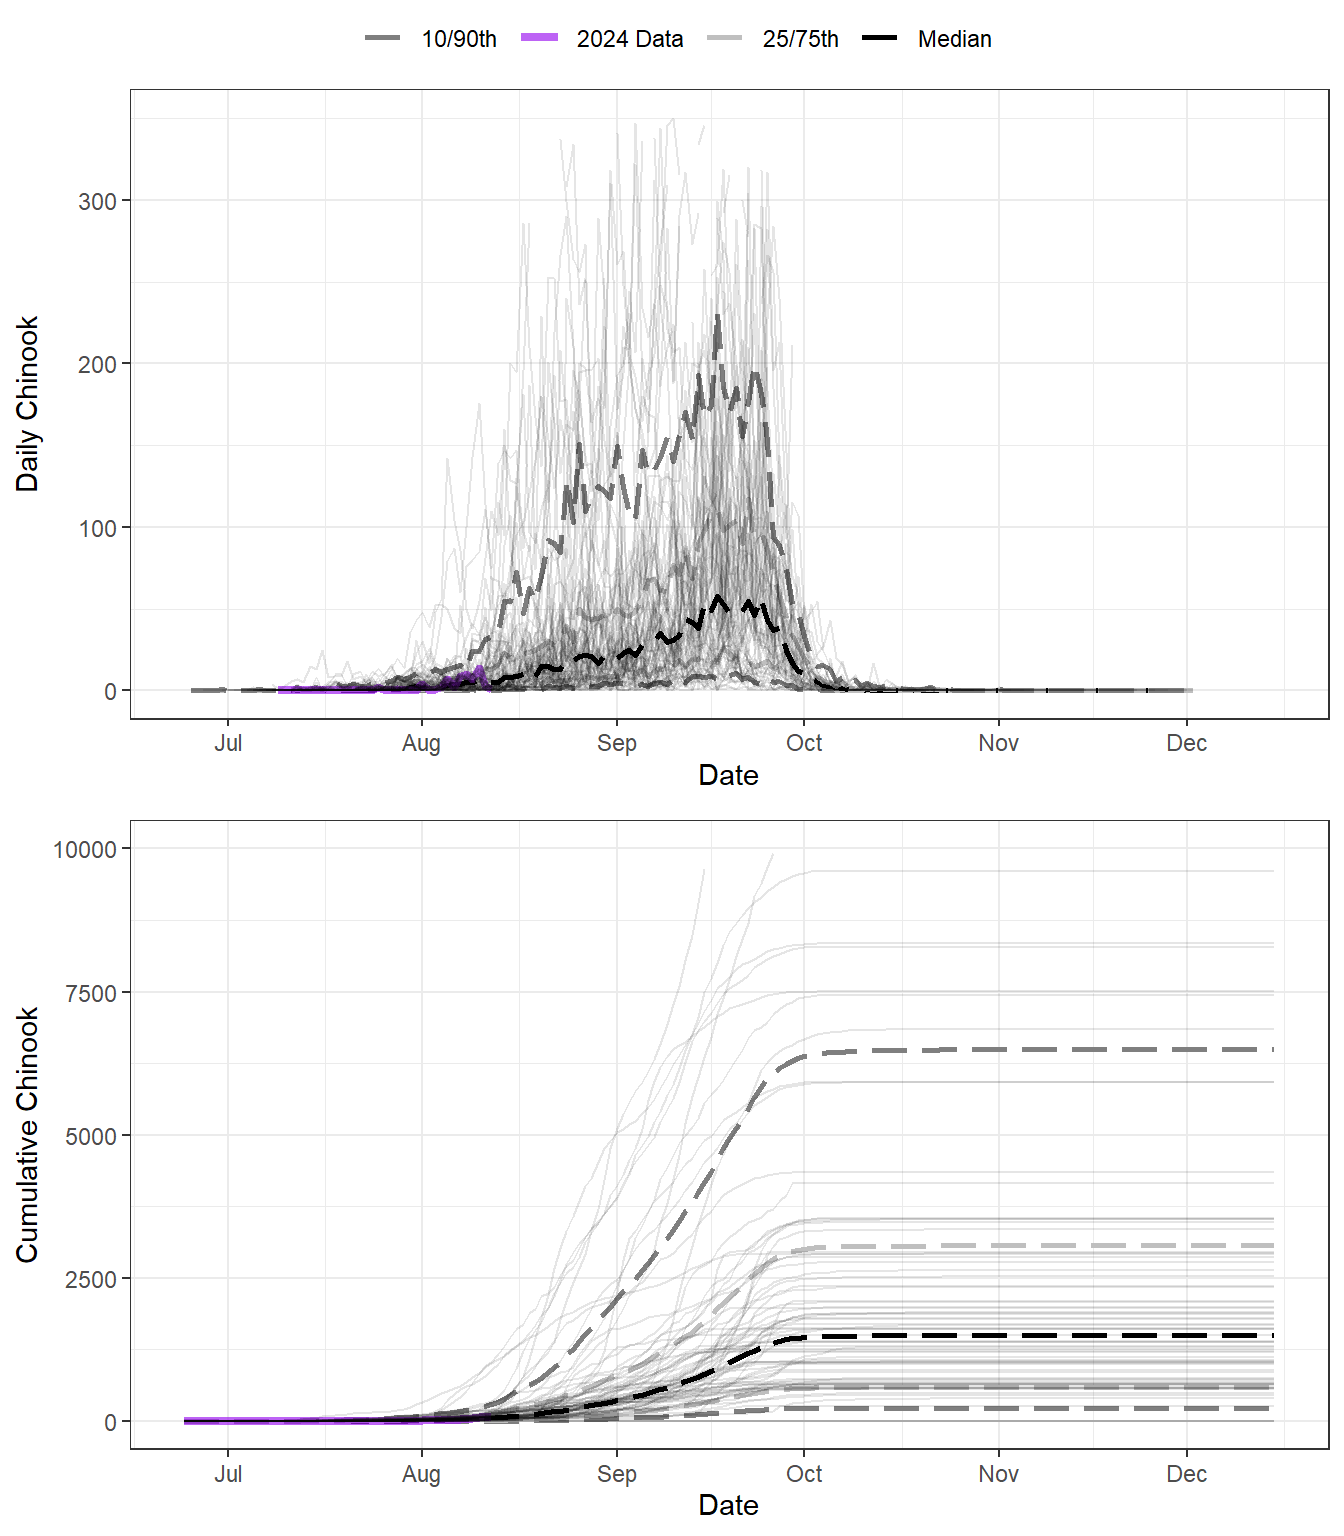 10/90th 2024 Data 25/75th Median
Daily Chinook
300
200
100
0
Jul Aug Sep Oct Nov Dec
Date
Cumulative Chinook
10000
7500
5000
2500
0
Jul Aug Sep Oct Nov Dec
Date